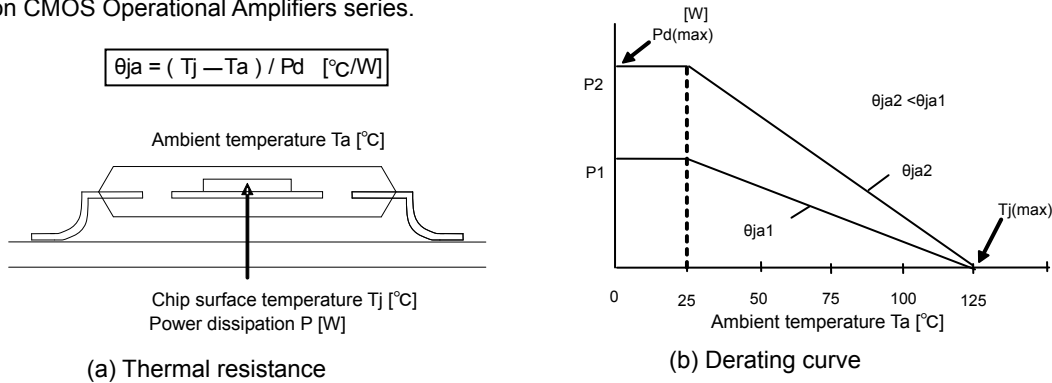 on CMOS Operational Amplifiers series.
θja = ( Tj — Ta ) / Pd [°C/W]
Ambient temperature Ta [°C]
Chip surface temperature Tj [°C]
Power dissipation P [W]
(a) Thermal resistance
[W]
Pd(max)
P2
θja2 <θja1
P1
θja2
Tj(max)
θja1
0 25 50 75 100 125
Ambient temperature Ta [°C]
(b) Derating curve